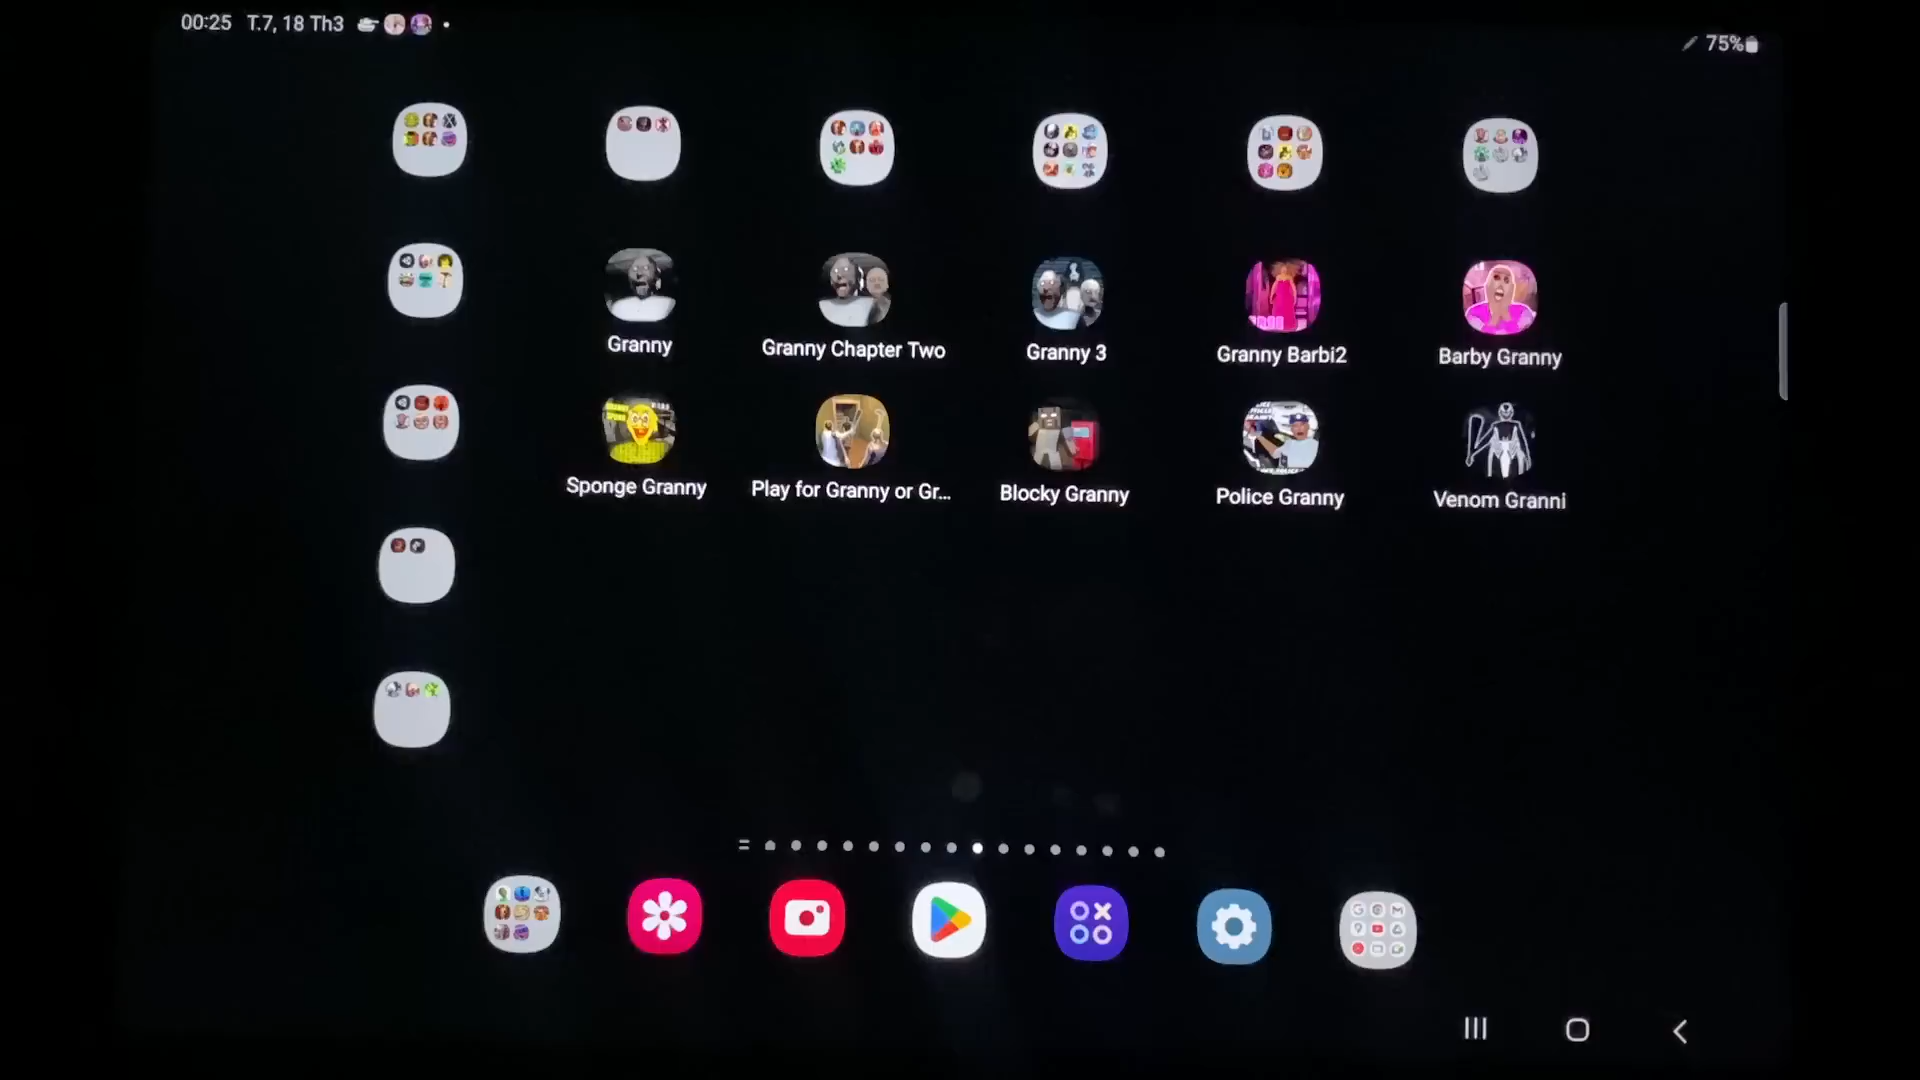 00:25 T.7, 18 Th3
75%
Granny
Granny Chapter Two
Granny 3
Granny Barbi2
Barby Granny
Sponge Granny
Play for Granny or Gr...
Blocky Granny
Police Granny
Venom Granni